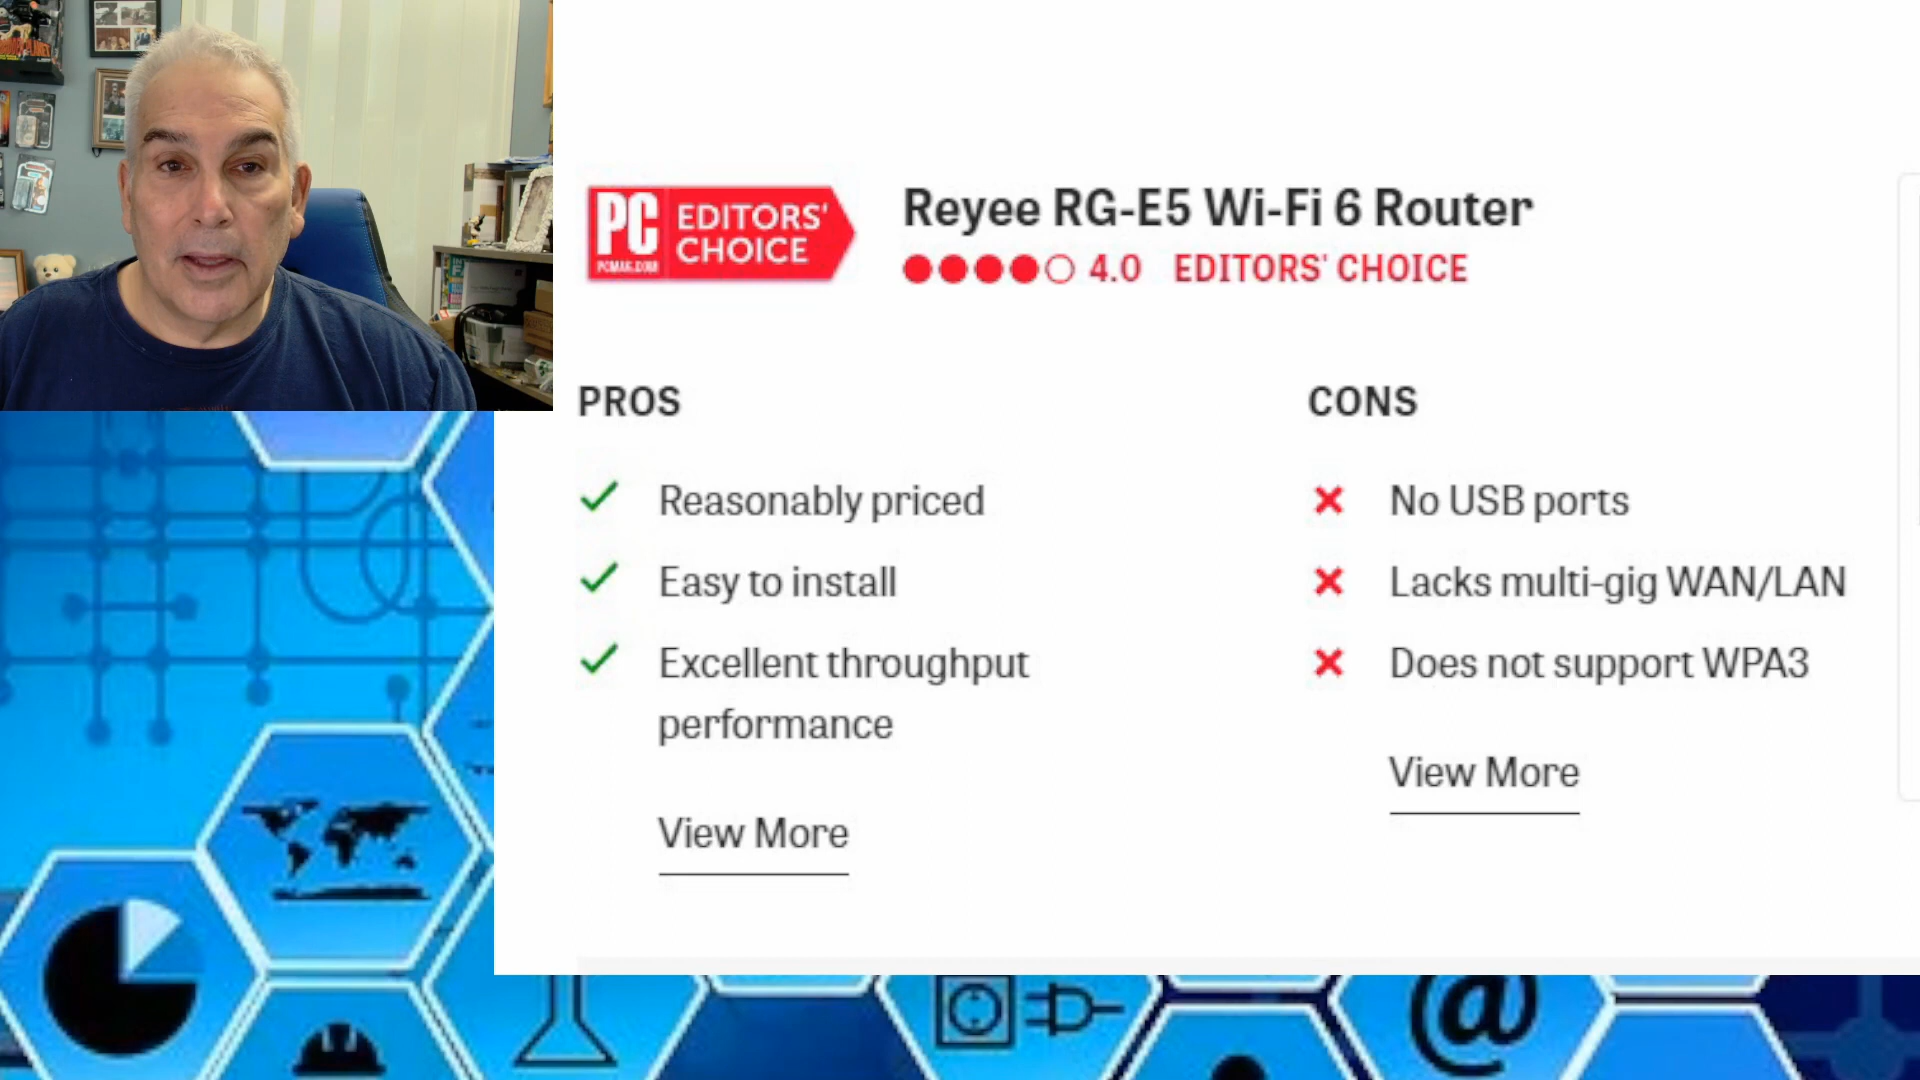 PC
PCMAG.COM
EDITORS'
CHOICE
Reyee RG-E5 Wi-Fi 6 Router
4.0 EDITORS' CHOICE
PROS
Reasonably priced
Easy to install
Excellent throughput
performance
View More
CONS
No USB ports
Lacks multi-gig WAN/LAN
Does not support WPA3
View More
@